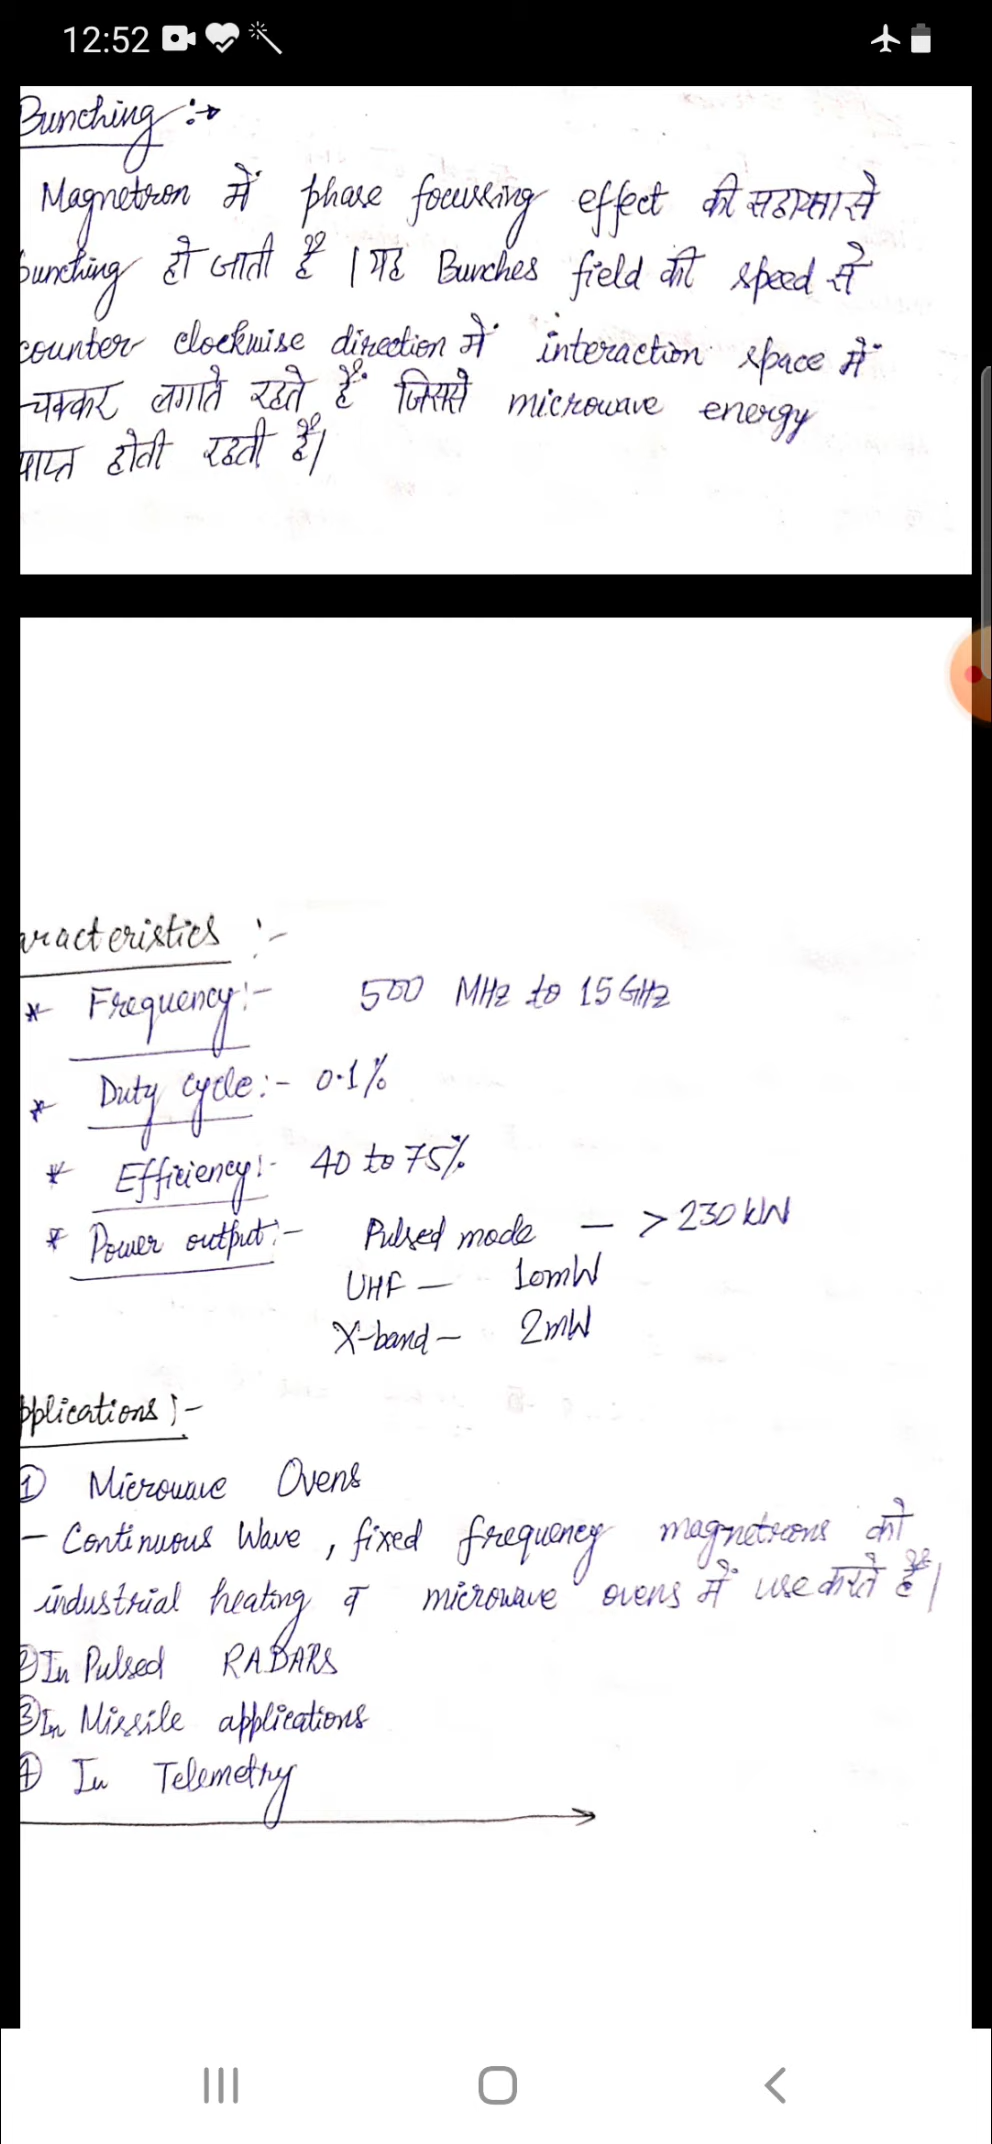 12:52
Bunching :→
Magnetron में phase focussing effect की सहायता से
bunching हो जाती है । यह Bunches field की speed से
counter clockwise direction में interaction space में
चक्कर लगाते रहते हैं जिससे microwave energy
प्राप्त होती रहती है।
aracteristics :-
* Frequency:- 500 MHz to 15 GHz
* Duty cycle:- 0.1%
* Efficiency:- 40 to 75%
* Power output:- Pulsed mode - > 230 kW
UHF - 10mW
X-band - 2mW
pplications :-
① Microwave Ovens
- Continuous Wave, fixed frequency magnetrons को
industrial heating व microwave ovens में use करते हैं।
② In Pulsed RADARS
③ In Missile applications
④ In Telemetry